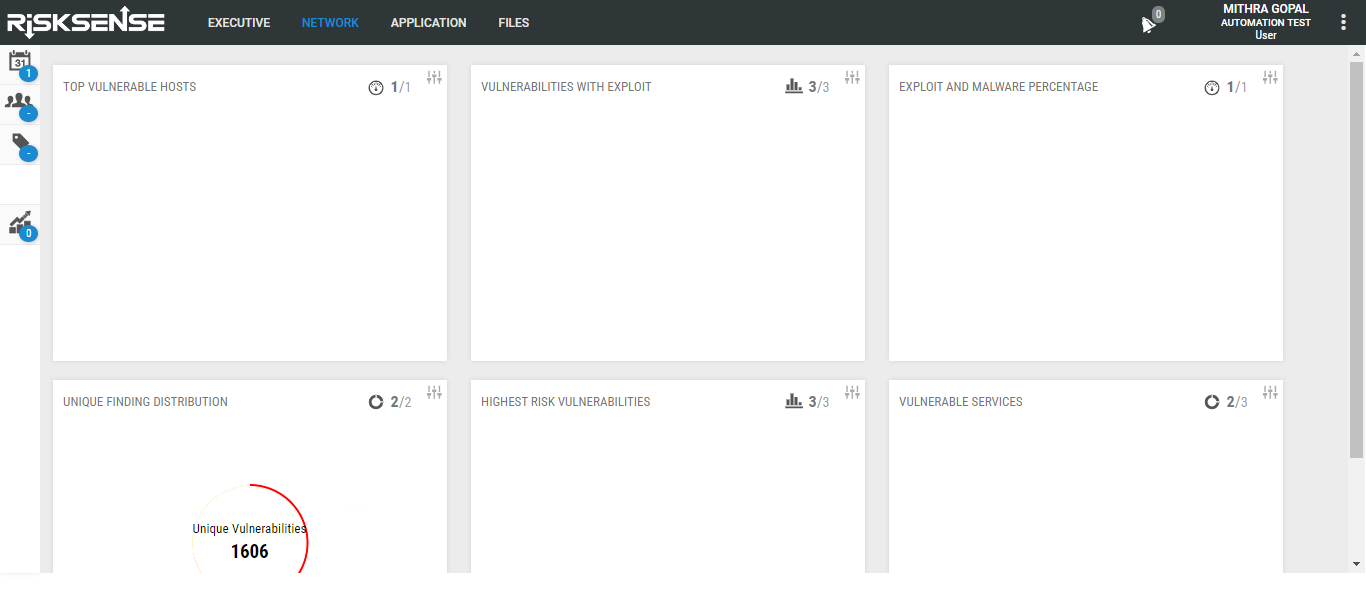 RISKSENSE EXECUTIVE NETWORK APPLICATION FILES 0 MITHRA GOPAL
AUTOMATION TEST
User
31
1
-
-
0
TOP VULNERABLE HOSTS 1/1
VULNERABILITIES WITH EXPLOIT 3/3
EXPLOIT AND MALWARE PERCENTAGE 1/1
UNIQUE FINDING DISTRIBUTION 2/2
Unique Vulnerabilities
1606
HIGHEST RISK VULNERABILITIES 3/3
VULNERABLE SERVICES 2/3